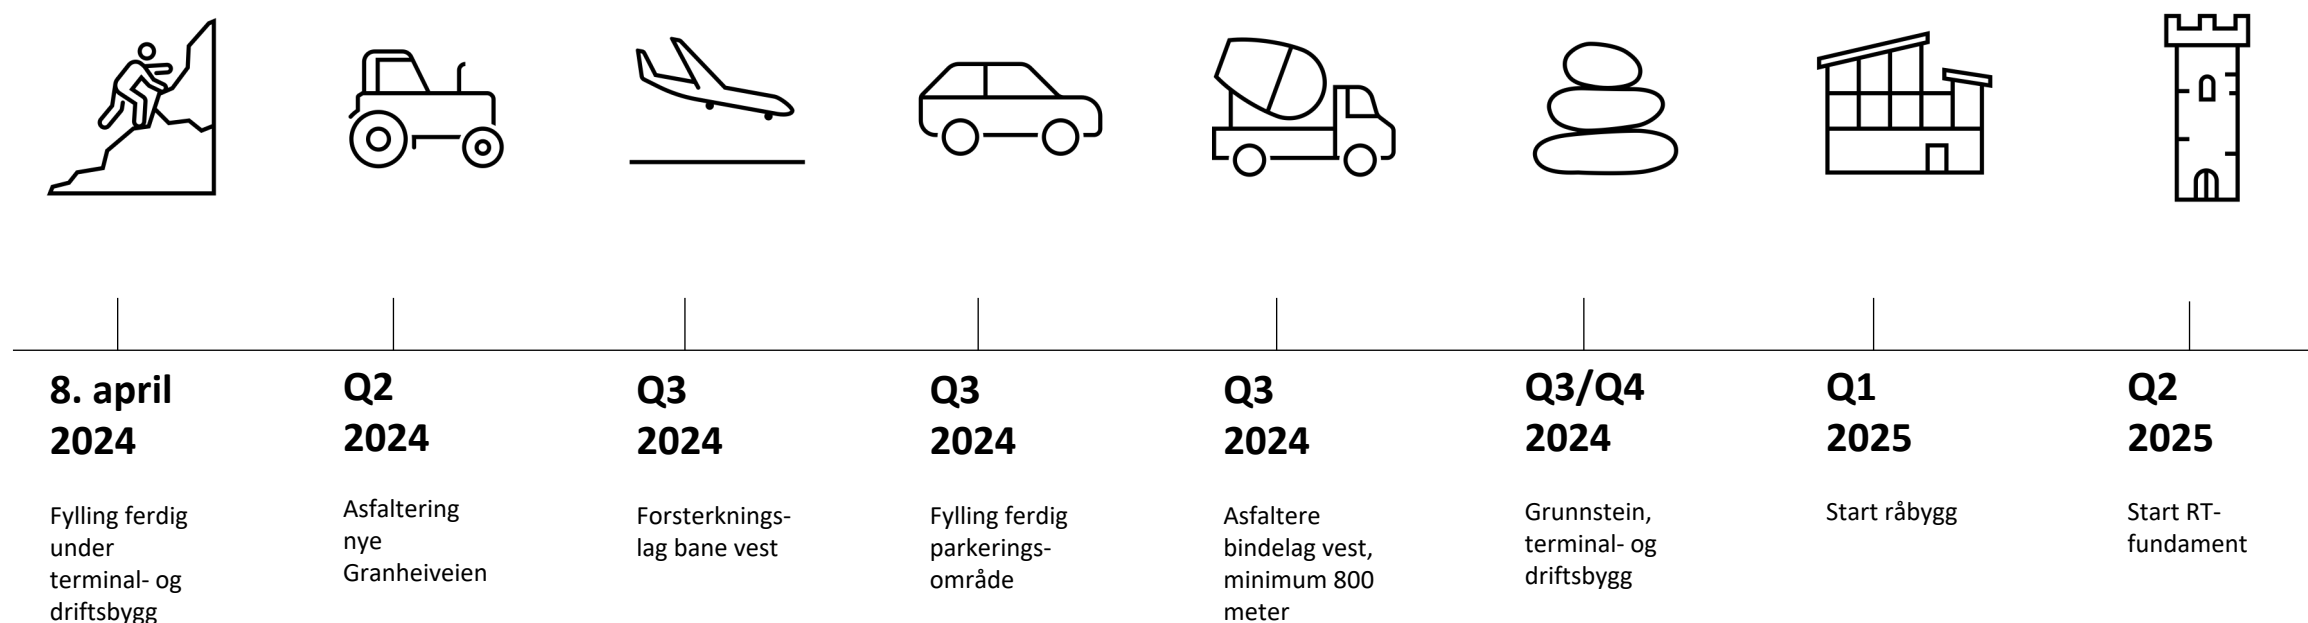 8. april
2024
Fylling ferdig
under
terminal- og
driftsbygg
Q2
2024
Asfaltering
nye
Granheiveien
Q3
2024
Forsterknings-
lag bane vest
Q3
2024
Fylling ferdig
parkerings-
område
Q3
2024
Asfaltere
bindelag vest,
minimum 800
meter
Q3/Q4
2024
Grunnstein,
terminal- og
driftsbygg
Q1
2025
Start råbygg
Q2
2025
Start RT-
fundament